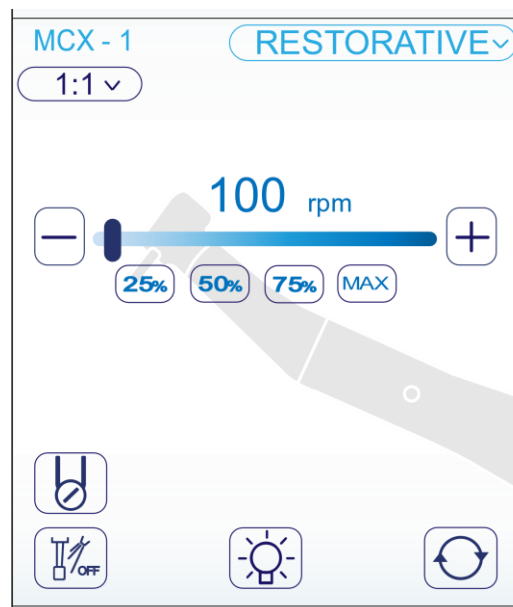 MCX - 1
RESTORATIVE
1:1
100 rpm
25% 50% 75% MAX
OFF